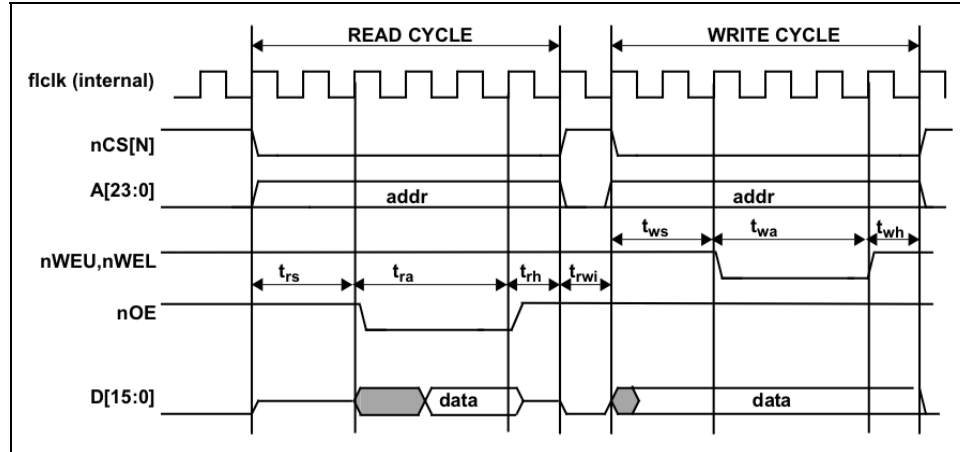 READ CYCLE WRITE CYCLE
flclk (internal)
nCS[N]
A[23:0] addr addr
tws twa twh
nWEU,nWEL
trs tra trh trwi
nOE
D[15:0] data data